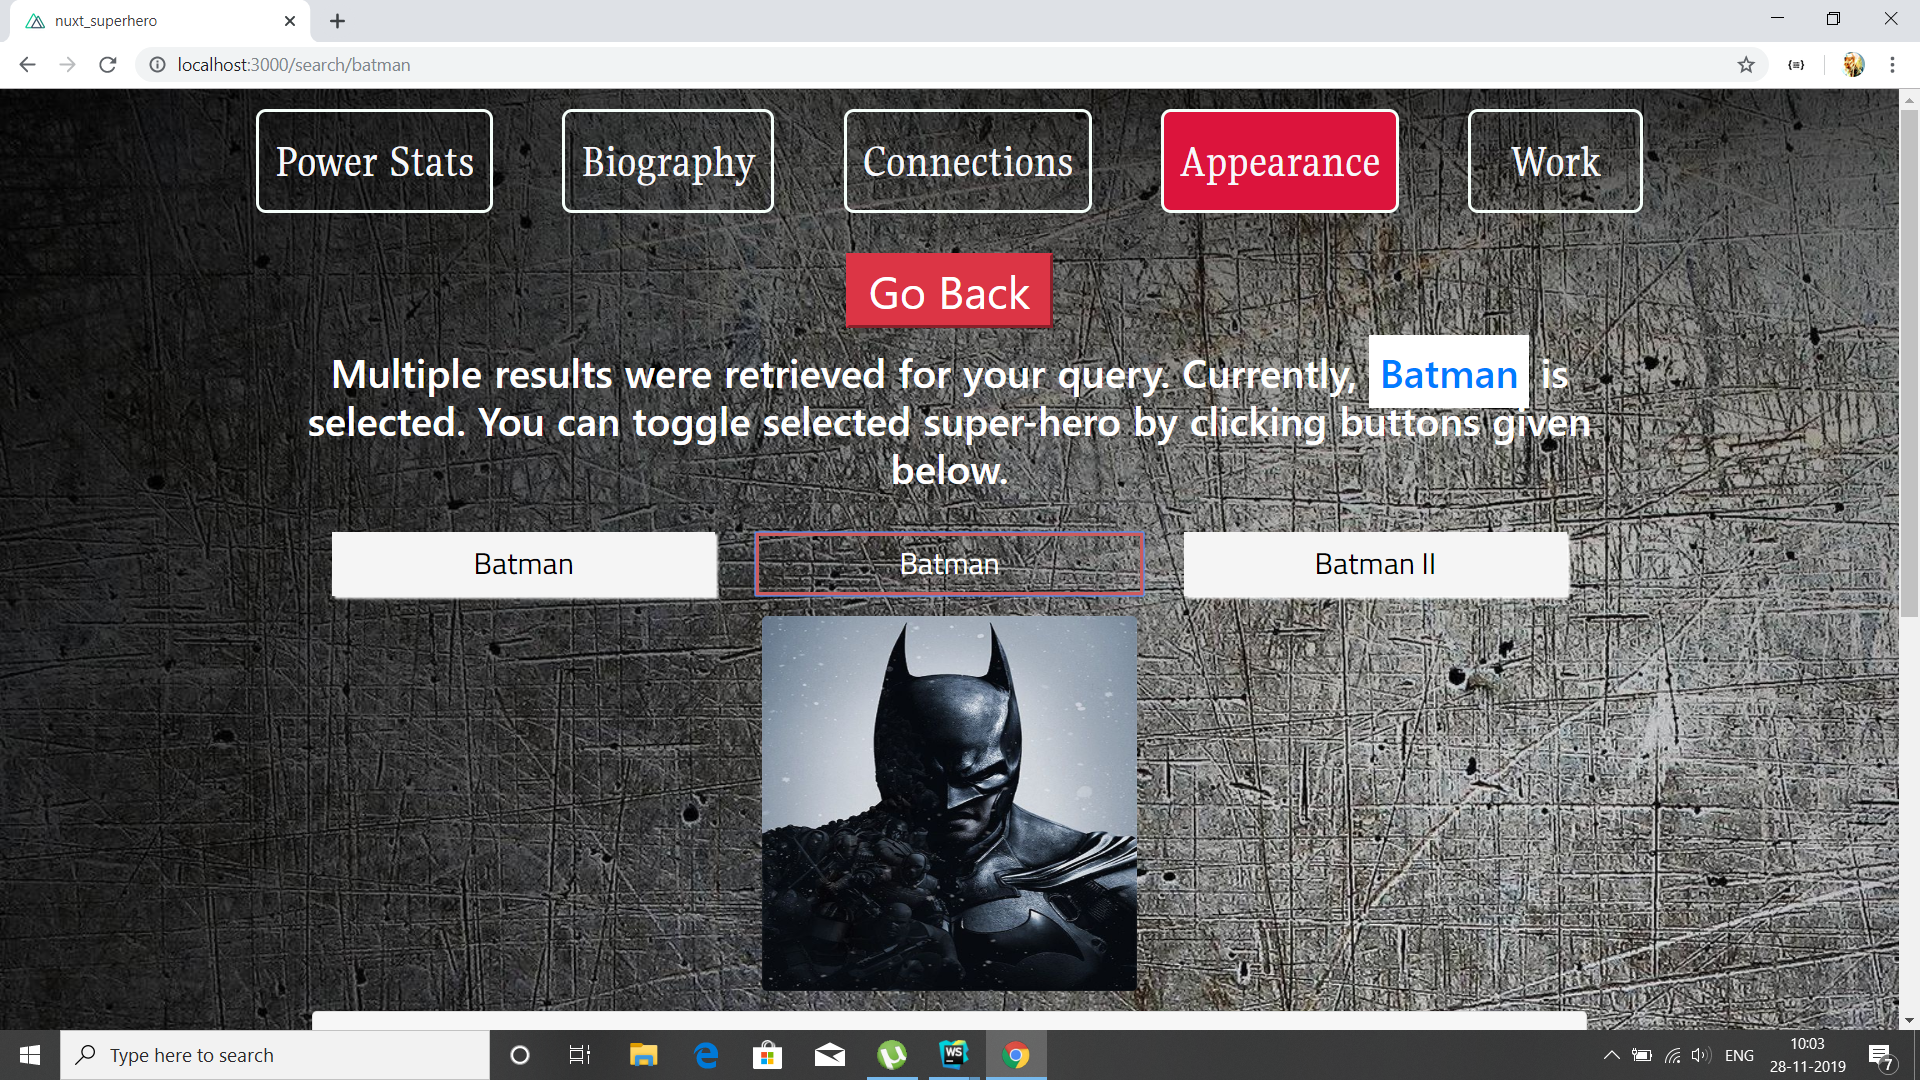 nuxt_superhero
localhost:3000/search/batman
Power Stats
Biography
Connections
Appearance
Work
Go Back
Multiple results were retrieved for your query. Currently, Batman is
selected. You can toggle selected super-hero by clicking buttons given
below.
Batman
Batman
Batman II
Type here to search
WS
ENG
10:03
28-11-2019
7